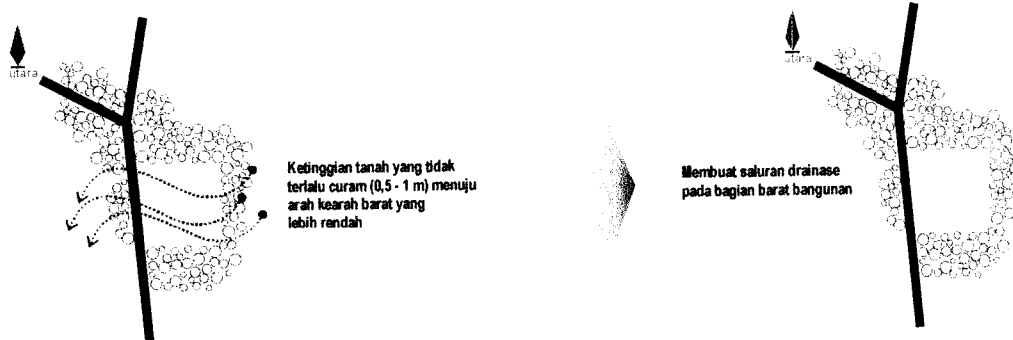 utara
Ketinggian tanah yang tidak
terlalu curam (0,5 - 1 m) menuju
arah kearah barat yang
lebih rendah
utara
Membuat saluran drainase
pada bagian barat bangunan